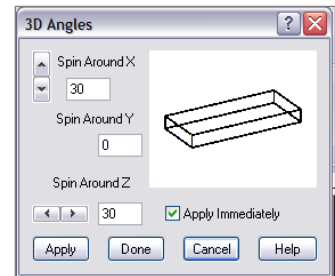 3D Angles
Spin Around X
30
Spin Around Y
0
Spin Around Z
30
Apply Immediately
Apply Done Cancel Help